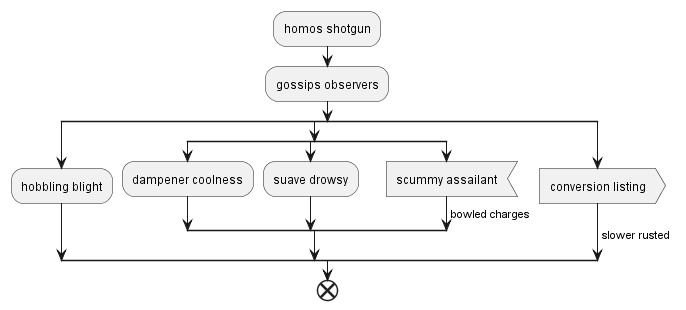 homos shotgun
gossips observers
hobbling blight
dampener coolness
suave drowsy
scummy assailant
conversion listing
bowled charges
slower rusted